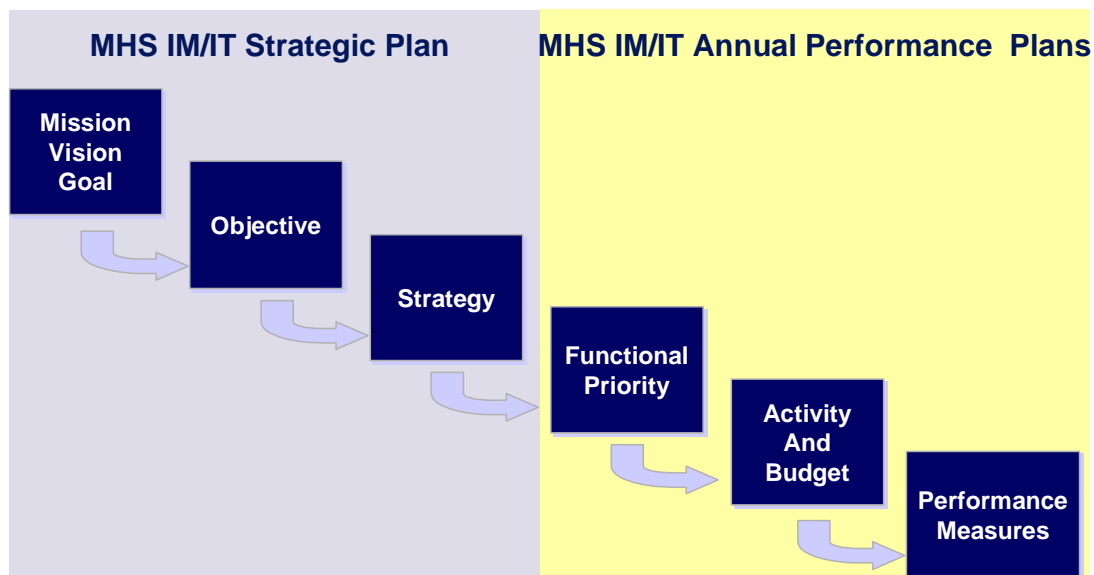 MHS IM/IT Strategic Plan
MHS IM/IT Annual Performance Plans
Mission
Vision
Goal
Objective
Strategy
Functional
Priority
Activity
And
Budget
Performance
Measures